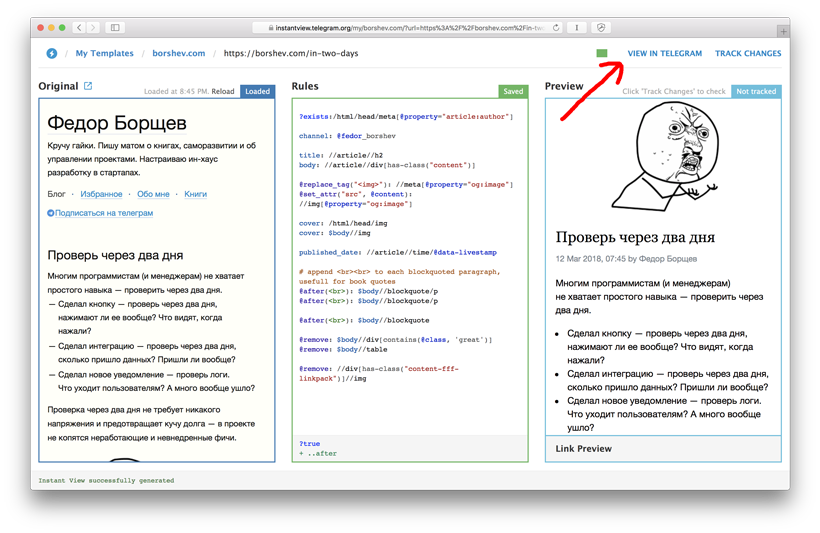 instantview.telegram.org/my/borshev.com/?url=https%3A%2F%2Fborshev.com%2Fin-two-
/ My Templates / borshev.com / https://borshev.com/in-two-days
VIEW IN TELEGRAM TRACK CHANGES
Original
Loaded at 8:45 PM. Reload Loaded
Федор Борщев
Кручу гайки. Пишу матом о книгах, саморазвитии и об
управлении проектами. Настраиваю ин-хаус
разработку в стартапах.
Блог · Избранное · Обо мне · Книги
Подписаться на телеграм
Проверь через два дня
Многим программистам (и менеджерам) не хватает
простого навыка — проверить через два дня.
— Сделал кнопку — проверь через два дня,
нажимают ли ее вообще? Что видят, когда
нажали?
— Сделал интеграцию — проверь через два дня,
сколько пришло данных? Пришли ли вообще?
— Сделал новое уведомление — проверь логи.
Что уходит пользователям? А много вообще ушло?
Проверка через два дня не требует никакого
напряжения и предотвращает кучу долга — в проекте
не копятся неработающие и невнедренные фичи.
Rules
Saved
?exists:/html/head/meta[@property="article:author"]
channel: @fedor_borshev
title: //article//h2
body: //article//div[has-class("content")]
@replace_tag("<img>"): //meta[@property="og:image"]
@set_attr("src", @content):
//img[@property="og:image"]
cover: /html/head/img
cover: $body//img
published_date: //article//time/@data-livestamp
# append <br><br> to each blockquoted paragraph,
usefull for book quotes
@after(<br>): $body//blockquote/p
@after(<br>): $body//blockquote/p
@after(<br>): $body//blockquote
@remove: $body//div[contains(@class, 'great')]
@remove: $body//table
@remove: //div[has-class("content-fff-
linkpack")]//img
?true
+ ..after
Preview
Click 'Track Changes' to check Not tracked
Проверь через два дня
12 Mar 2018, 07:45 by Федор Борщев
Многим программистам (и менеджерам)
не хватает простого навыка — проверить через
два дня.
• Сделал кнопку — проверь через два дня,
нажимают ли ее вообще? Что видят, когда
нажали?
• Сделал интеграцию — проверь через два дня,
сколько пришло данных? Пришли ли вообще?
• Сделал новое уведомление — проверь логи.
Что уходит пользователям? А много вообще
ушло?
Link Preview
Instant View successfully generated